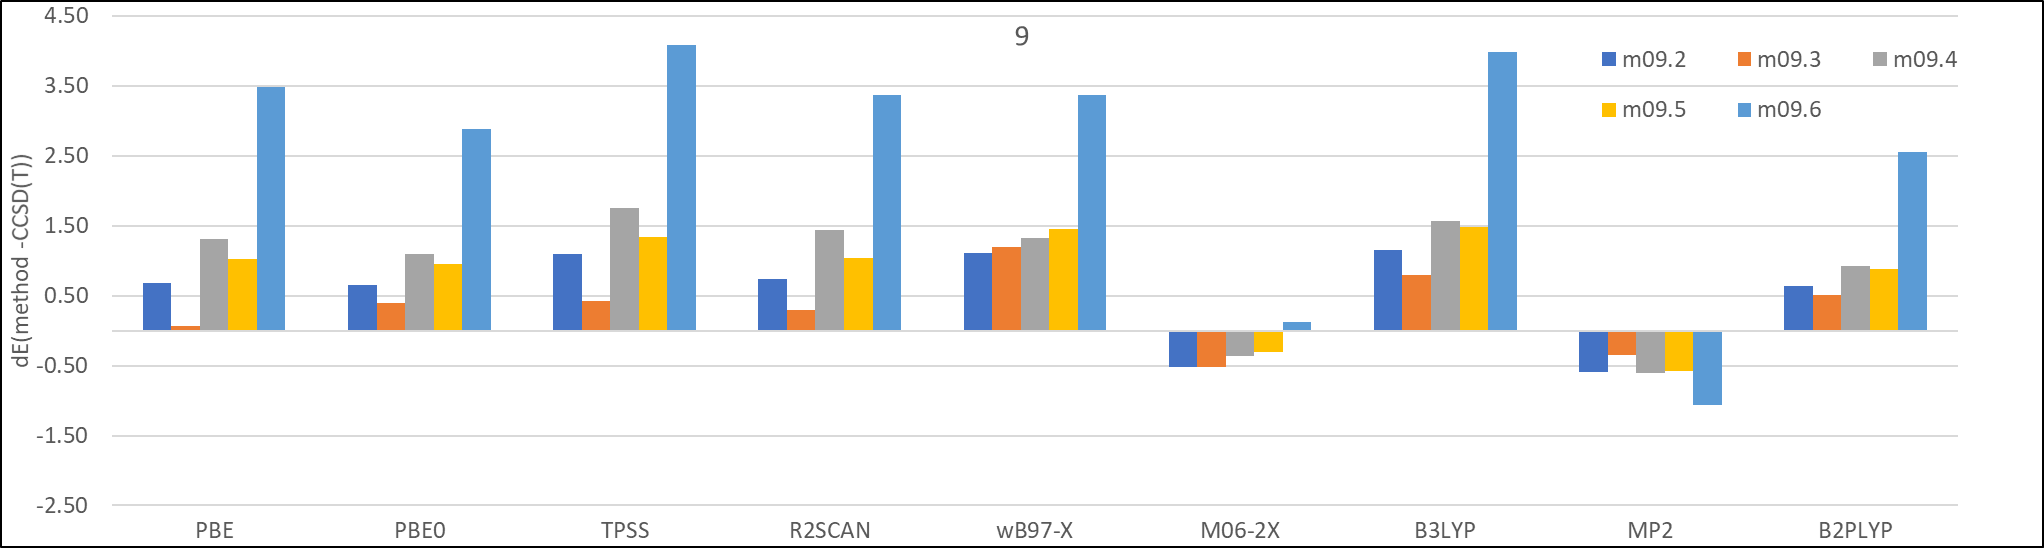 9
4.50
3.50
2.50
1.50
0.50
-0.50
-1.50
-2.50
dE(method -CCSD(T))
m09.2 m09.3 m09.4
m09.5 m09.6
PBE PBE0 TPSS R2SCAN wB97-X M06-2X B3LYP MP2 B2PLYP